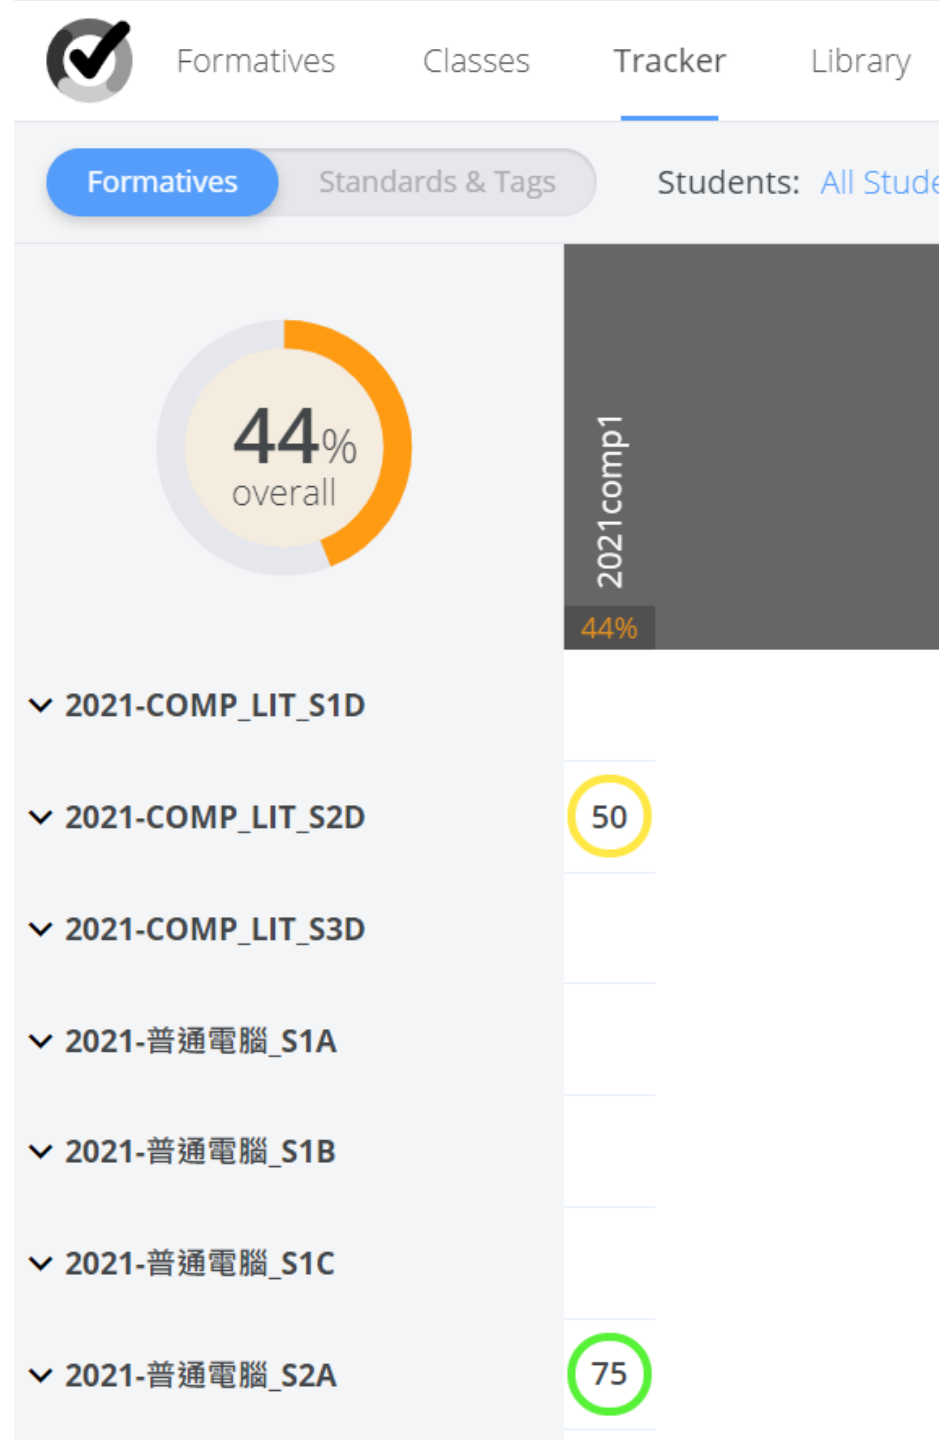 Formatives Classes Tracker Library
Formatives Standards & Tags Students: All Stude
44%
overall
2021comp1
44%
2021-COMP_LIT_S1D
2021-COMP_LIT_S2D 50
2021-COMP_LIT_S3D
2021-普通電腦_S1A
2021-普通電腦_S1B
2021-普通電腦_S1C
2021-普通電腦_S2A 75